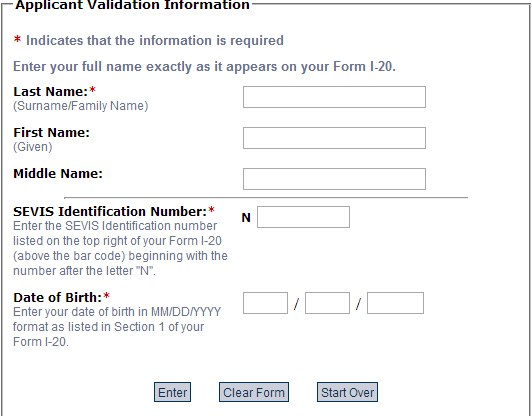 Applicant Validation Information
* Indicates that the information is required
Enter your full name exactly as it appears on your Form I-20.
Last Name:*
(Surname/Family Name)
First Name:
(Given)
Middle Name:
SEVIS Identification Number:*
N
Enter the SEVIS Identification number
listed on the top right of your Form I-20
(above the bar code) beginning with the
number after the letter "N".
Date of Birth:*
/ /
Enter your date of birth in MM/DD/YYYY
format as listed in Section 1 of your
Form I-20.
Enter Clear Form Start Over